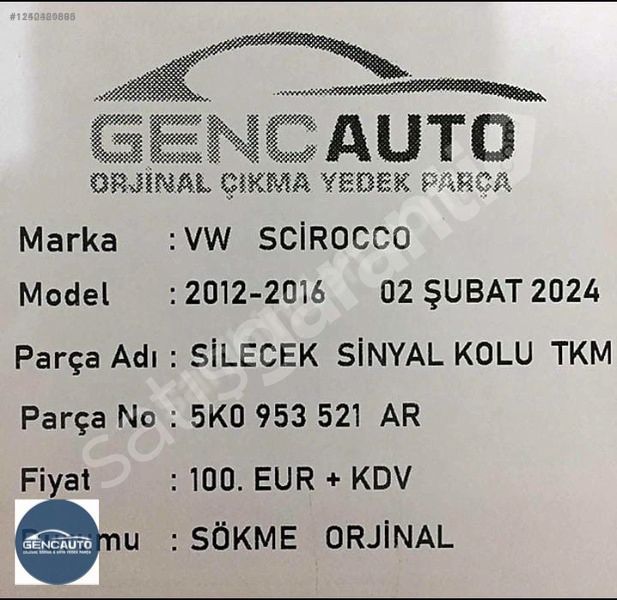 GENCAUTO
ORJİNAL ÇIKMA YEDEK PARÇA
Marka : VW SCİROCCO
Model : 2012-2016 02 ŞUBAT 2024
Parça Adı : SİLECEK SİNYAL KOLU TKM
Parça No : 5K0 953 521 AR
Fiyat : 100. EUR + KDV
: SÖKME ORJİNAL
GENCAUTO
satışgaranti